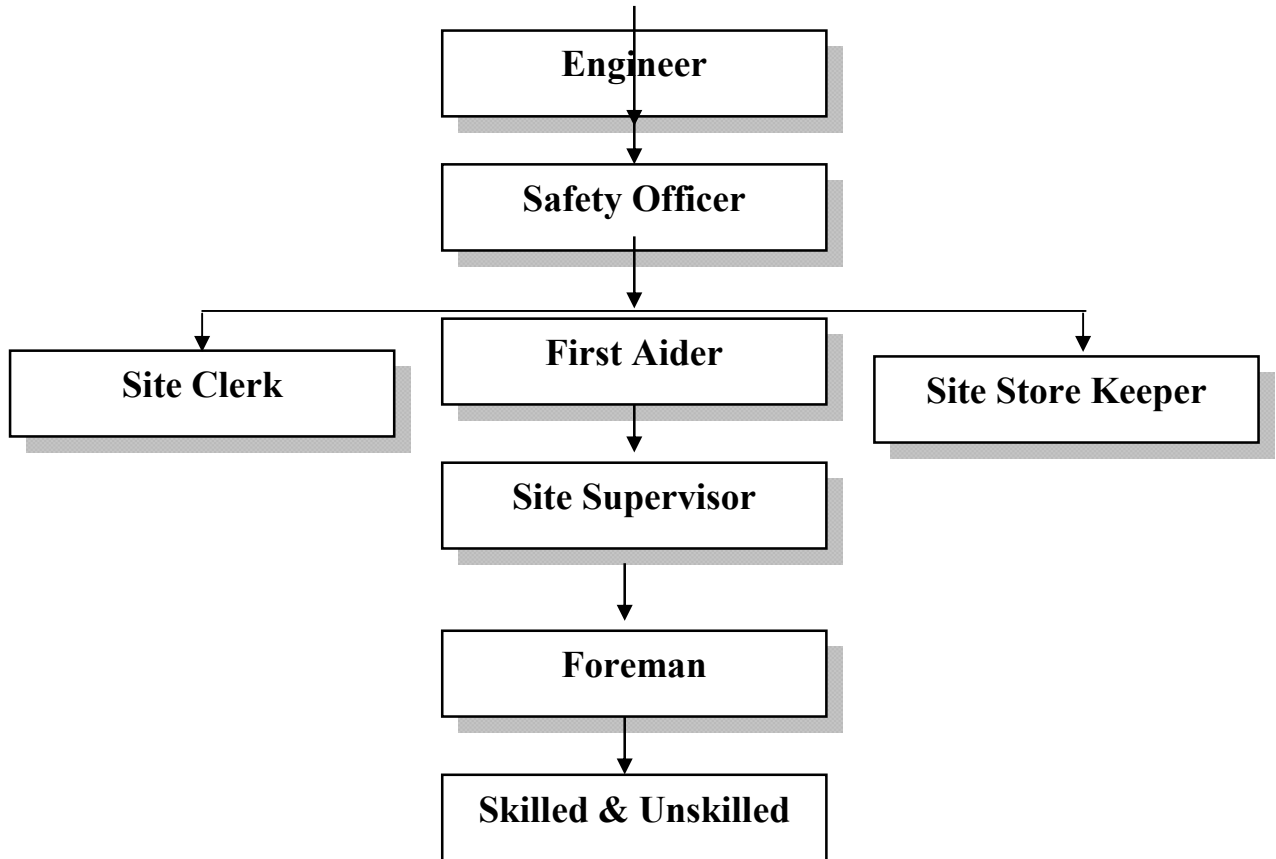 Engineer
Safety Officer
First Aider
Site Clerk
Site Store Keeper
Site Supervisor
Foreman
Skilled & Unskilled